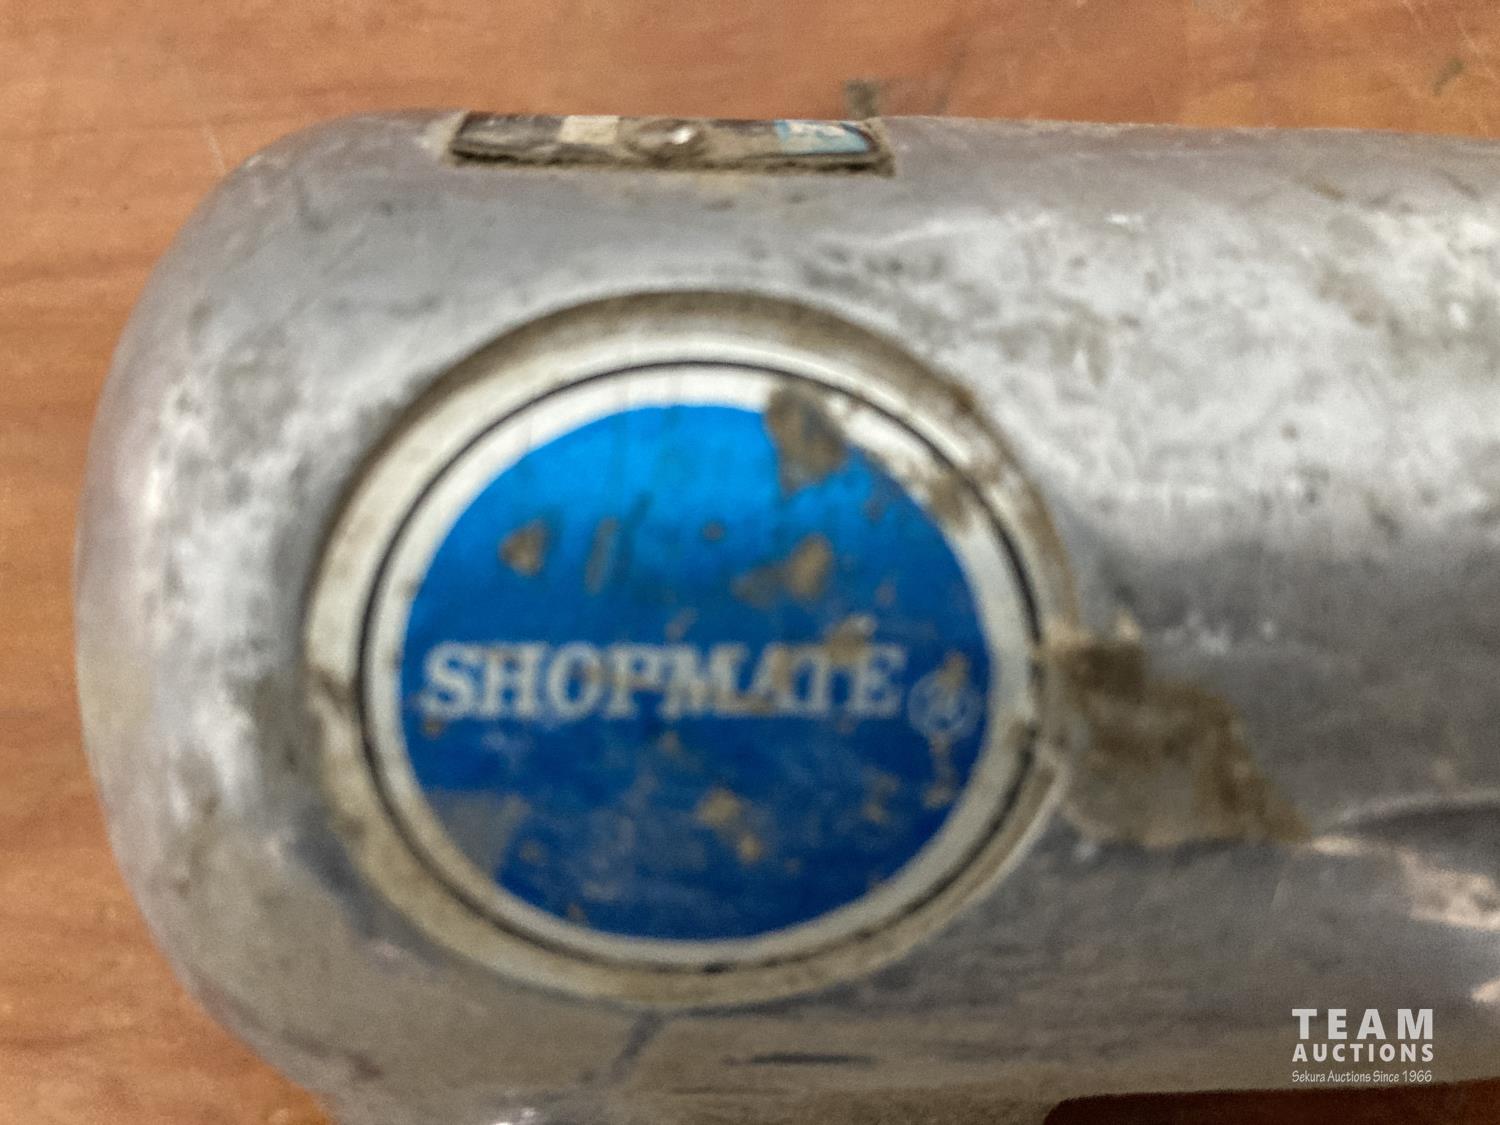 SHOPMATE
TEAM
AUCTIONS
Sekura Auctions Since 1966